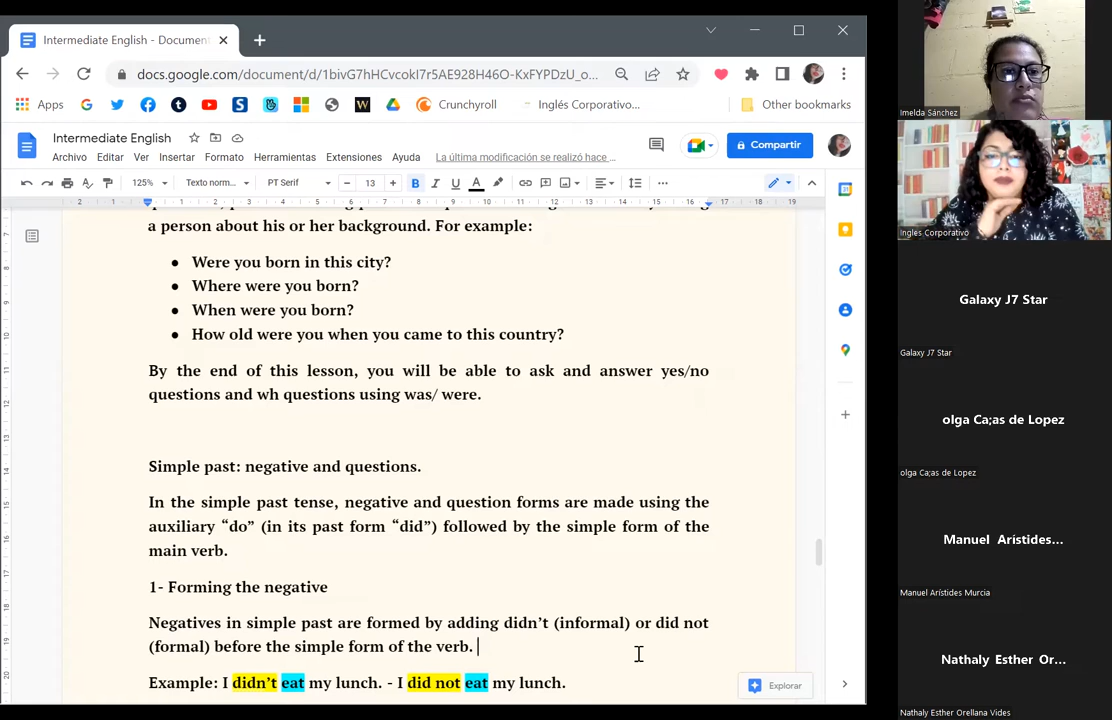 Intermediate English - Document
docs.google.com/document/d/1bivG7hHCvcokI7r5AE928H46O-KxFYPDzU_o...
Apps
Crunchyroll
Inglés Corporativo...
Other bookmarks
Intermediate English
Archivo Editar Ver Insertar Formato Herramientas Extensiones Ayuda La última modificación se realizó hace ...
Compartir
125% Texto norm... PT Serif 13
a person about his or her background. For example:
● Were you born in this city?
● Where were you born?
● When were you born?
● How old were you when you came to this country?
By the end of this lesson, you will be able to ask and answer yes/no
questions and wh questions using was/ were.
Simple past: negative and questions.
In the simple past tense, negative and question forms are made using the
auxiliary “do” (in its past form “did”) followed by the simple form of the
main verb.
1- Forming the negative
Negatives in simple past are formed by adding didn’t (informal) or did not
(formal) before the simple form of the verb.
Example: I didn’t eat my lunch. - I did not eat my lunch.
Explorar
Imelda Sánchez
Inglés Corporativo
Galaxy J7 Star
Galaxy J7 Star
olga Ca;as de Lopez
olga Ca;as de Lopez
Manuel Arístides...
Manuel Arístides Murcia
Nathaly Esther Or...
Nathaly Esther Orellana Vides